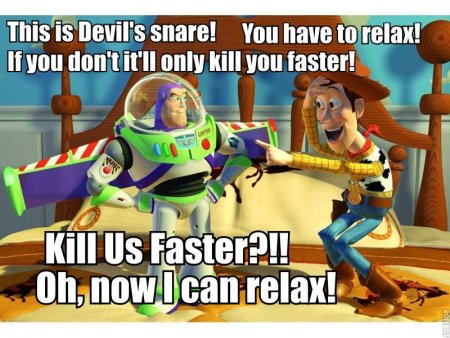 This is Devil's snare! You have to relax!
If you don't it'll only kill you faster!
Kill Us Faster?!!
Oh, now I can relax!